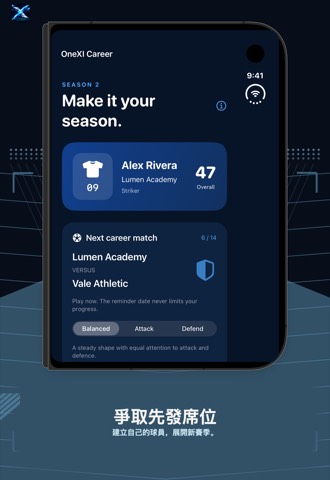 OneXI Career
9:41
SEASON 2
Make it your
season.
Alex Rivera
Lumen Academy
Striker
09
47
Overall
Next career match
6 / 14
Lumen Academy
VERSUS
Vale Athletic
Play now. The reminder date never limits your
progress.
Balanced
Attack
Defend
A steady shape with equal attention to attack and
defence.
爭取先發席位
建立自己的球員，展開新賽季。